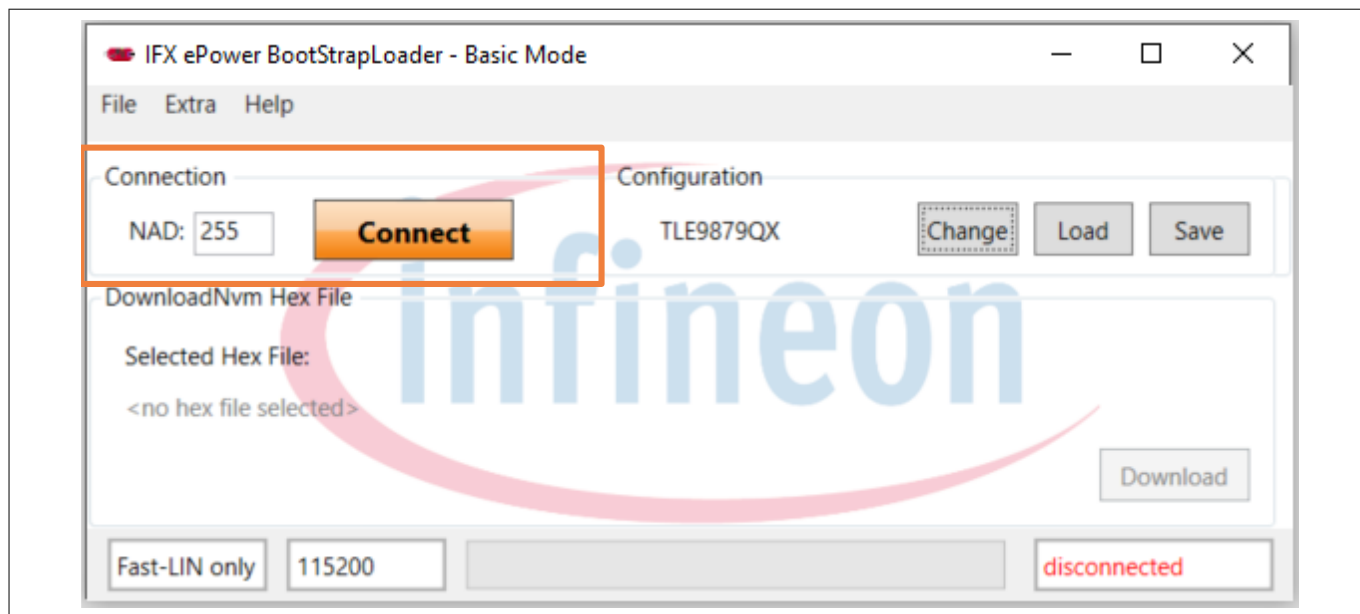 IFX ePower BootStrapLoader - Basic Mode
File Extra Help
Connection
NAD: 255 Connect
Configuration
TLE9879QX Change Load Save
DownloadNvm Hex File
Selected Hex File:
<no hex file selected>
infineon
Download
Fast-LIN only 115200 disconnected